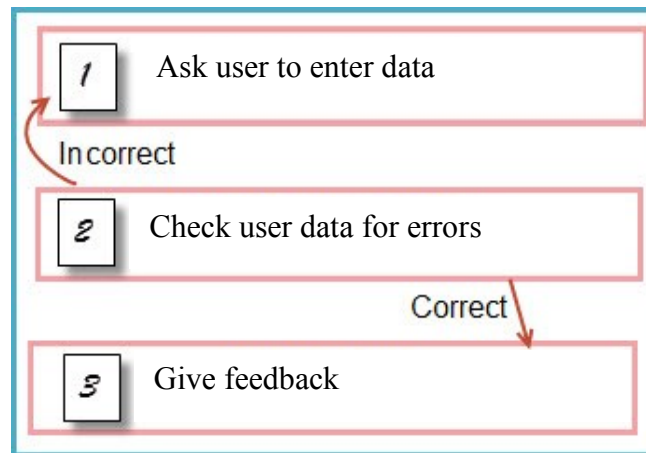 1 Ask user to enter data
Incorrect
2 Check user data for errors
Correct
3 Give feedback